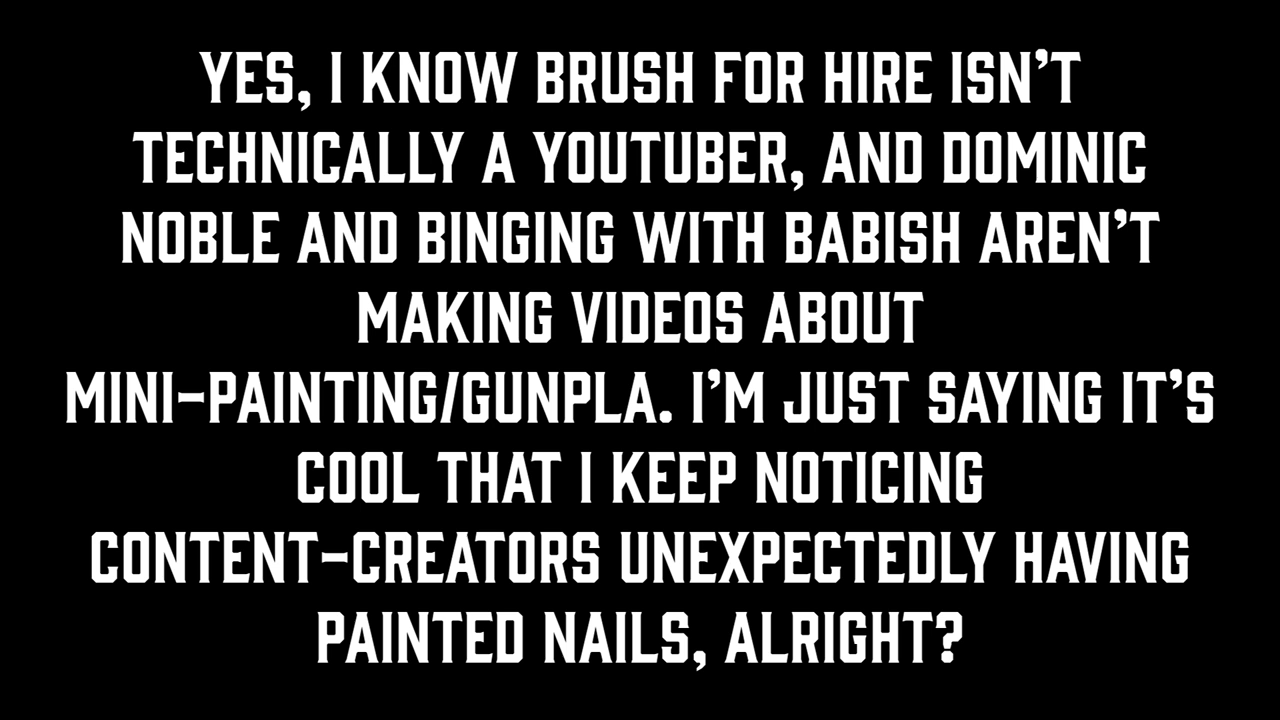 YES, I KNOW BRUSH FOR HIRE ISN'T
TECHNICALLY A YOUTUBER, AND DOMINIC
NOBLE AND BINGING WITH BABISH AREN'T
MAKING VIDEOS ABOUT
MINI-PAINTING/GUNPLA. I'M JUST SAYING IT'S
COOL THAT I KEEP NOTICING
CONTENT-CREATORS UNEXPECTEDLY HAVING
PAINTED NAILS, ALRIGHT?